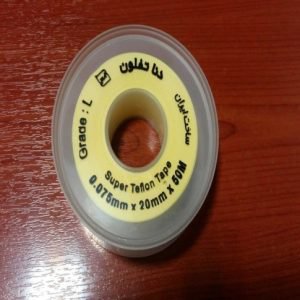 دنا تفلون
ساخت ایران
Grade : L
Super Teflon Tape
0.075mm x 20mm x 50M